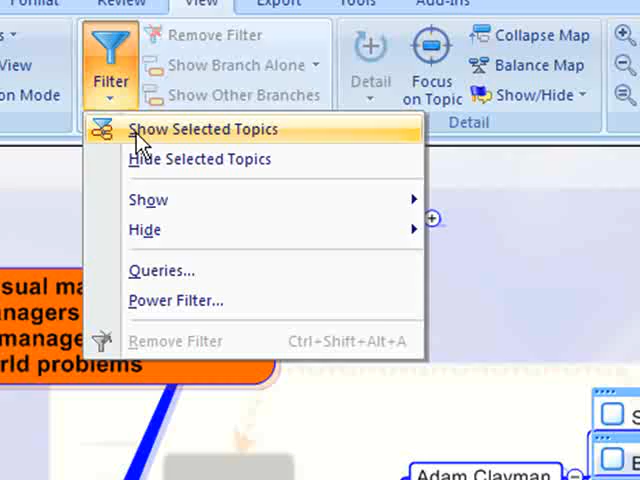 Format Review View Export Tools Add-Ins
s
View
on Mode
Filter
Remove Filter
Show Branch Alone
Show Other Branches
Detail
Focus
on Topic
Collapse Map
Balance Map
Show/Hide
Detail
Show Selected Topics
Hide Selected Topics
Show
Hide
Queries...
Power Filter...
Remove Filter Ctrl+Shift+Alt+A
sual ma
nagers
manage
rld problems
Adam Clayman
S
B